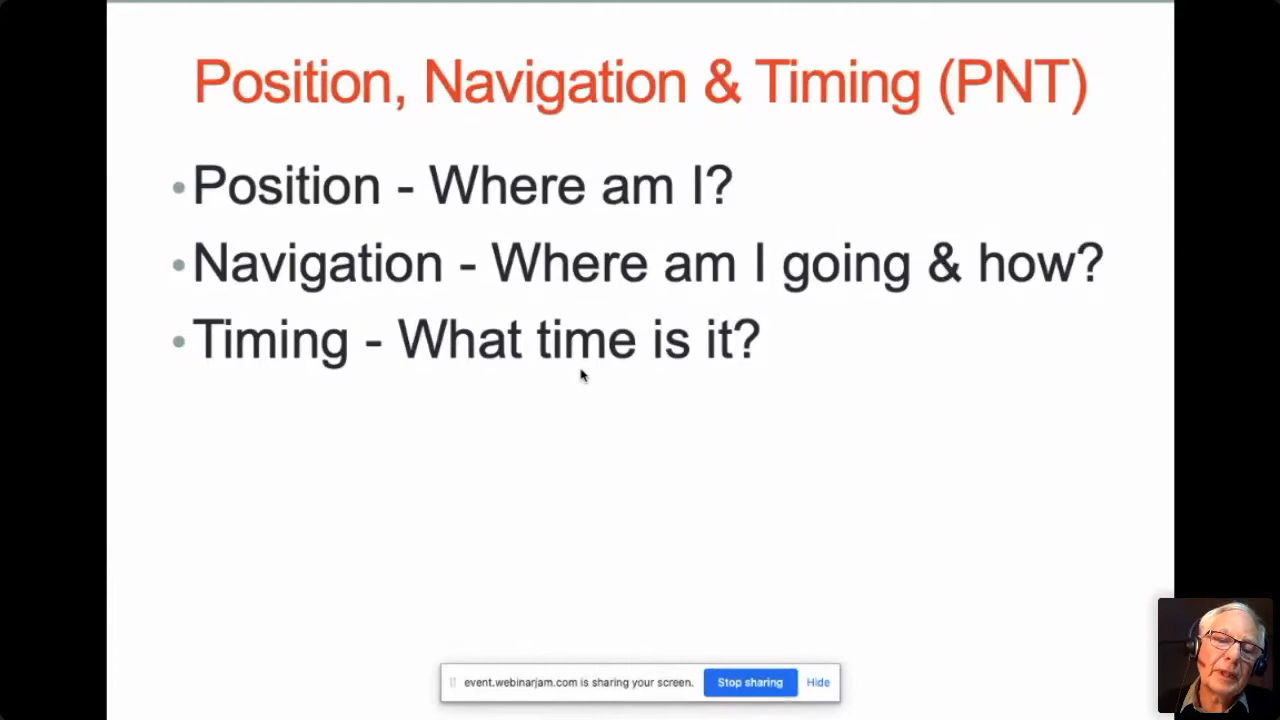 Position, Navigation & Timing (PNT)
•Position - Where am I?
•Navigation - Where am I going & how?
•Timing - What time is it?
event.webinarjam.com is sharing your screen. Stop sharing Hide